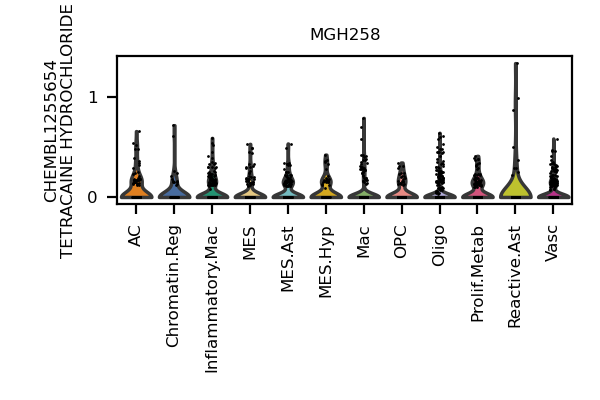 MGH258
CHEMBL1255654
TETRACAINE HYDROCHLORIDE
1
0
AC
Chromatin.Reg
Inflammatory.Mac
MES
MES.Ast
MES.Hyp
Mac
OPC
Oligo
Prolif.Metab
Reactive.Ast
Vasc